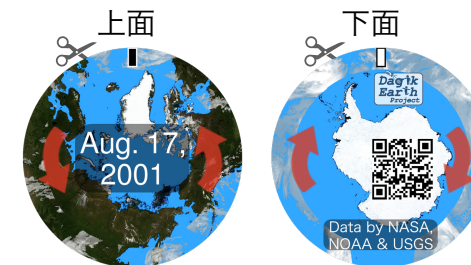 上面
下面
Aug. 17,
2001
Dagik
Earth
Project
Data by NASA,
NOAA & USGS